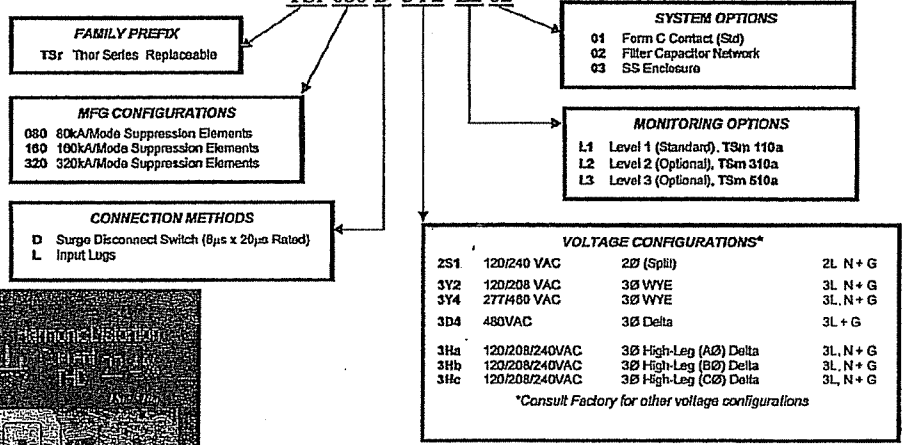 FAMILY PREFIX
TSr Thor Series Replaceable
MFG CONFIGURATIONS
080 80kA/Mode Suppression Elements
160 160kA/Mode Suppression Elements
320 320kA/Mode Suppression Elements
CONNECTION METHODS
D Surge Disconnect Switch (8µs x 20µs Rated)
L Input Lugs
SYSTEM OPTIONS
01 Form C Contact (Std)
02 Filter Capacitor Network
03 SS Enclosure
MONITORING OPTIONS
L1 Level 1 (Standard), TSm 110a
L2 Level 2 (Optional), TSm 310a
L3 Level 3 (Optional), TSm 510a
VOLTAGE CONFIGURATIONS*
2S1 120/240 VAC 2Ø (Split) 2L N + G
3Y2 120/208 VAC 3Ø WYE 3L, N + G
3Y4 277/480 VAC 3Ø WYE 3L, N + G
3D4 480VAC 3Ø Delta 3L + G
3Ha 120/208/240VAC 3Ø High-Leg (AØ) Delta 3L, N + G
3Hb 120/208/240VAC 3Ø High-Leg (BØ) Delta 3L, N + G
3Hc 120/208/240VAC 3Ø High-Leg (CØ) Delta 3L, N + G
*Consult Factory for other voltage configurations
Harmonic Distortion
THD